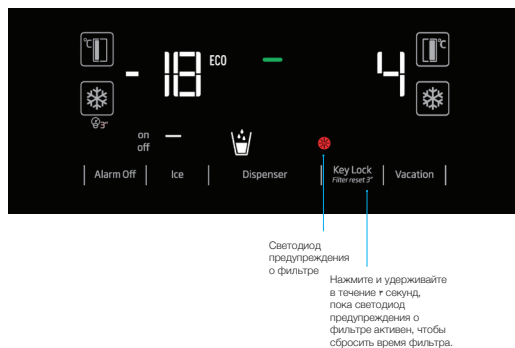 °C °C
-18 ECO 4
3"
on
off
Alarm Off Ice Dispenser Key Lock Vacation
Filter reset 3"
Светодиод
предупреждения
о фильтре
Нажмите и удерживайте
в течение ٣ секунд,
пока светодиод
предупреждения о
фильтре активен, чтобы
сбросить время фильтра.